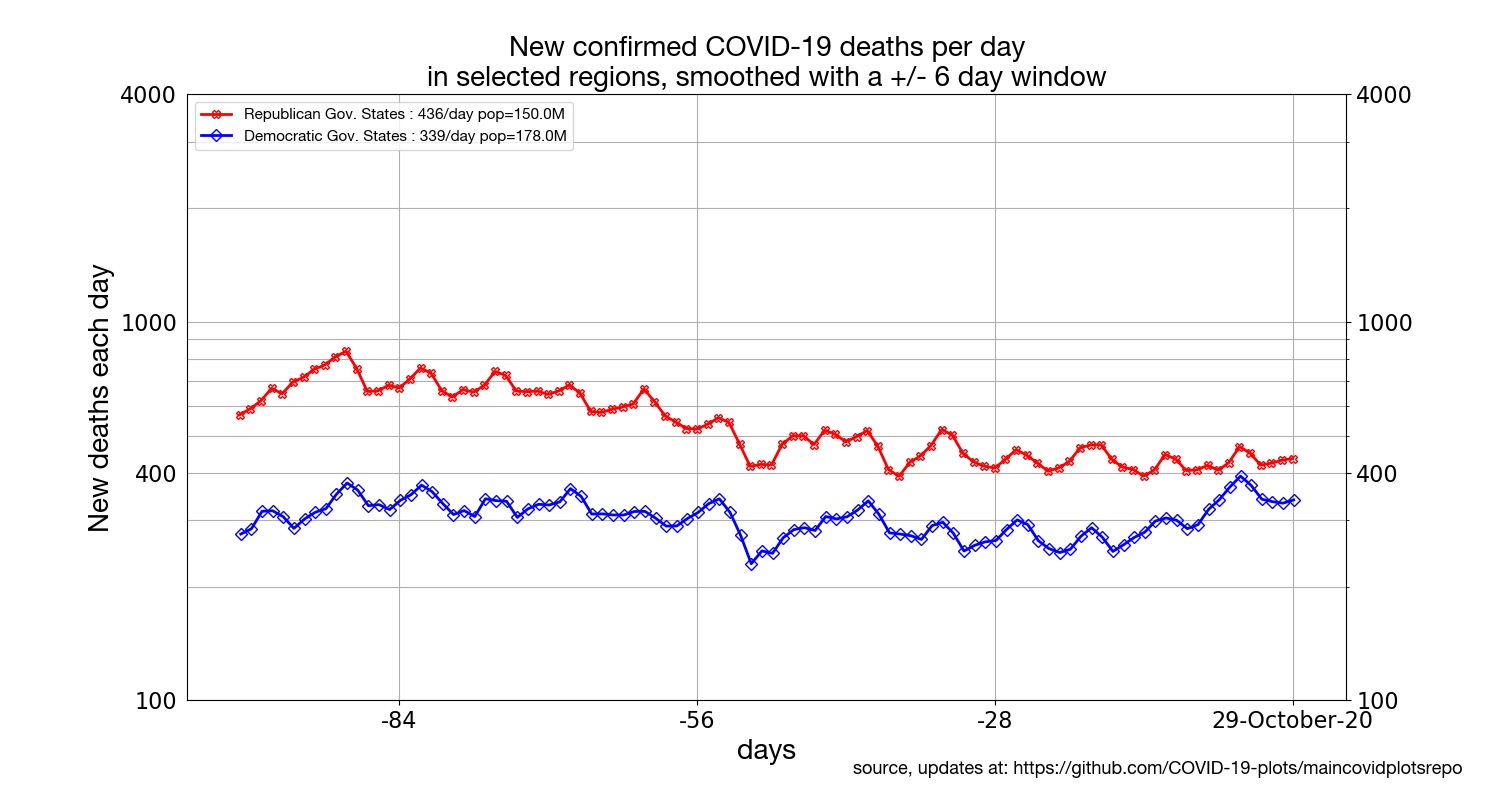 New confirmed COVID-19 deaths per day
in selected regions, smoothed with a +/- 6 day window
Republican Gov. States : 436/day pop=150.0M
Democratic Gov. States : 339/day pop=178.0M
New deaths each day
4000
1000
400
100
4000
1000
400
100
-84
-56
-28
29-October-20
days
source, updates at: https://github.com/COVID-19-plots/maincovidplotsrepo